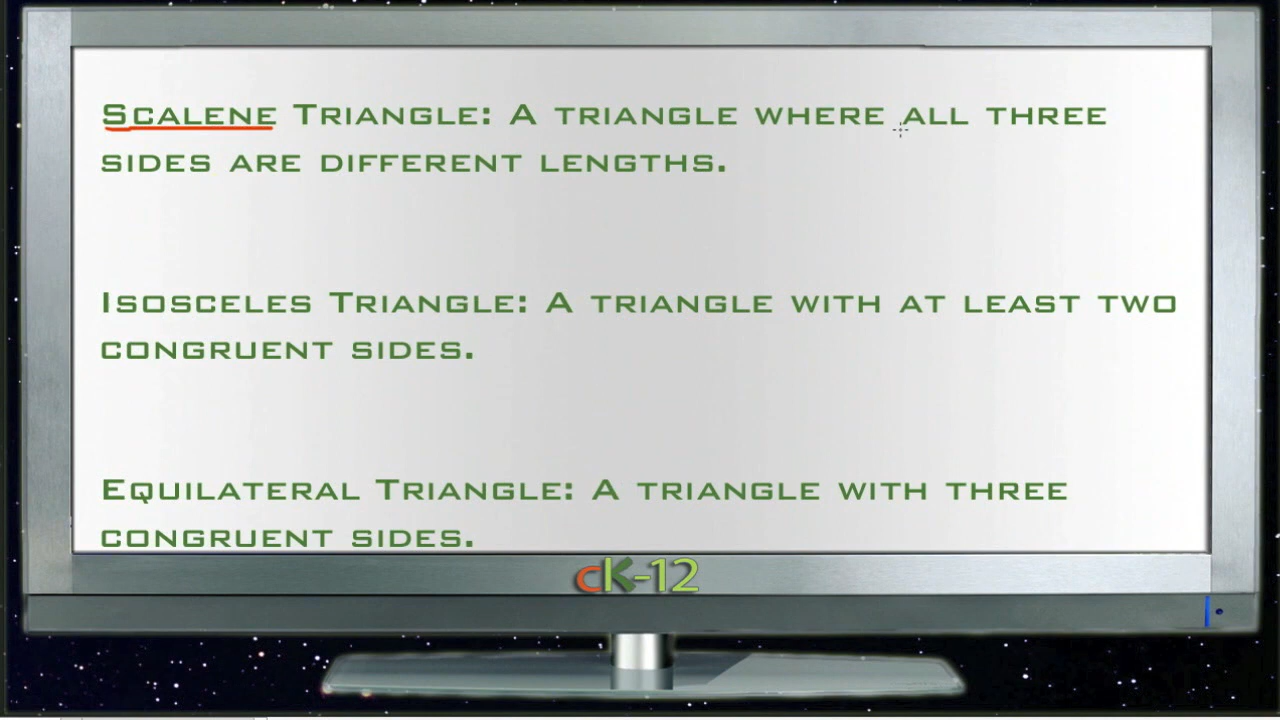 Scalene Triangle: A triangle where all three
sides are different lengths.
Isosceles Triangle: A triangle with at least two
congruent sides.
Equilateral Triangle: A triangle with three
congruent sides.
cK-12